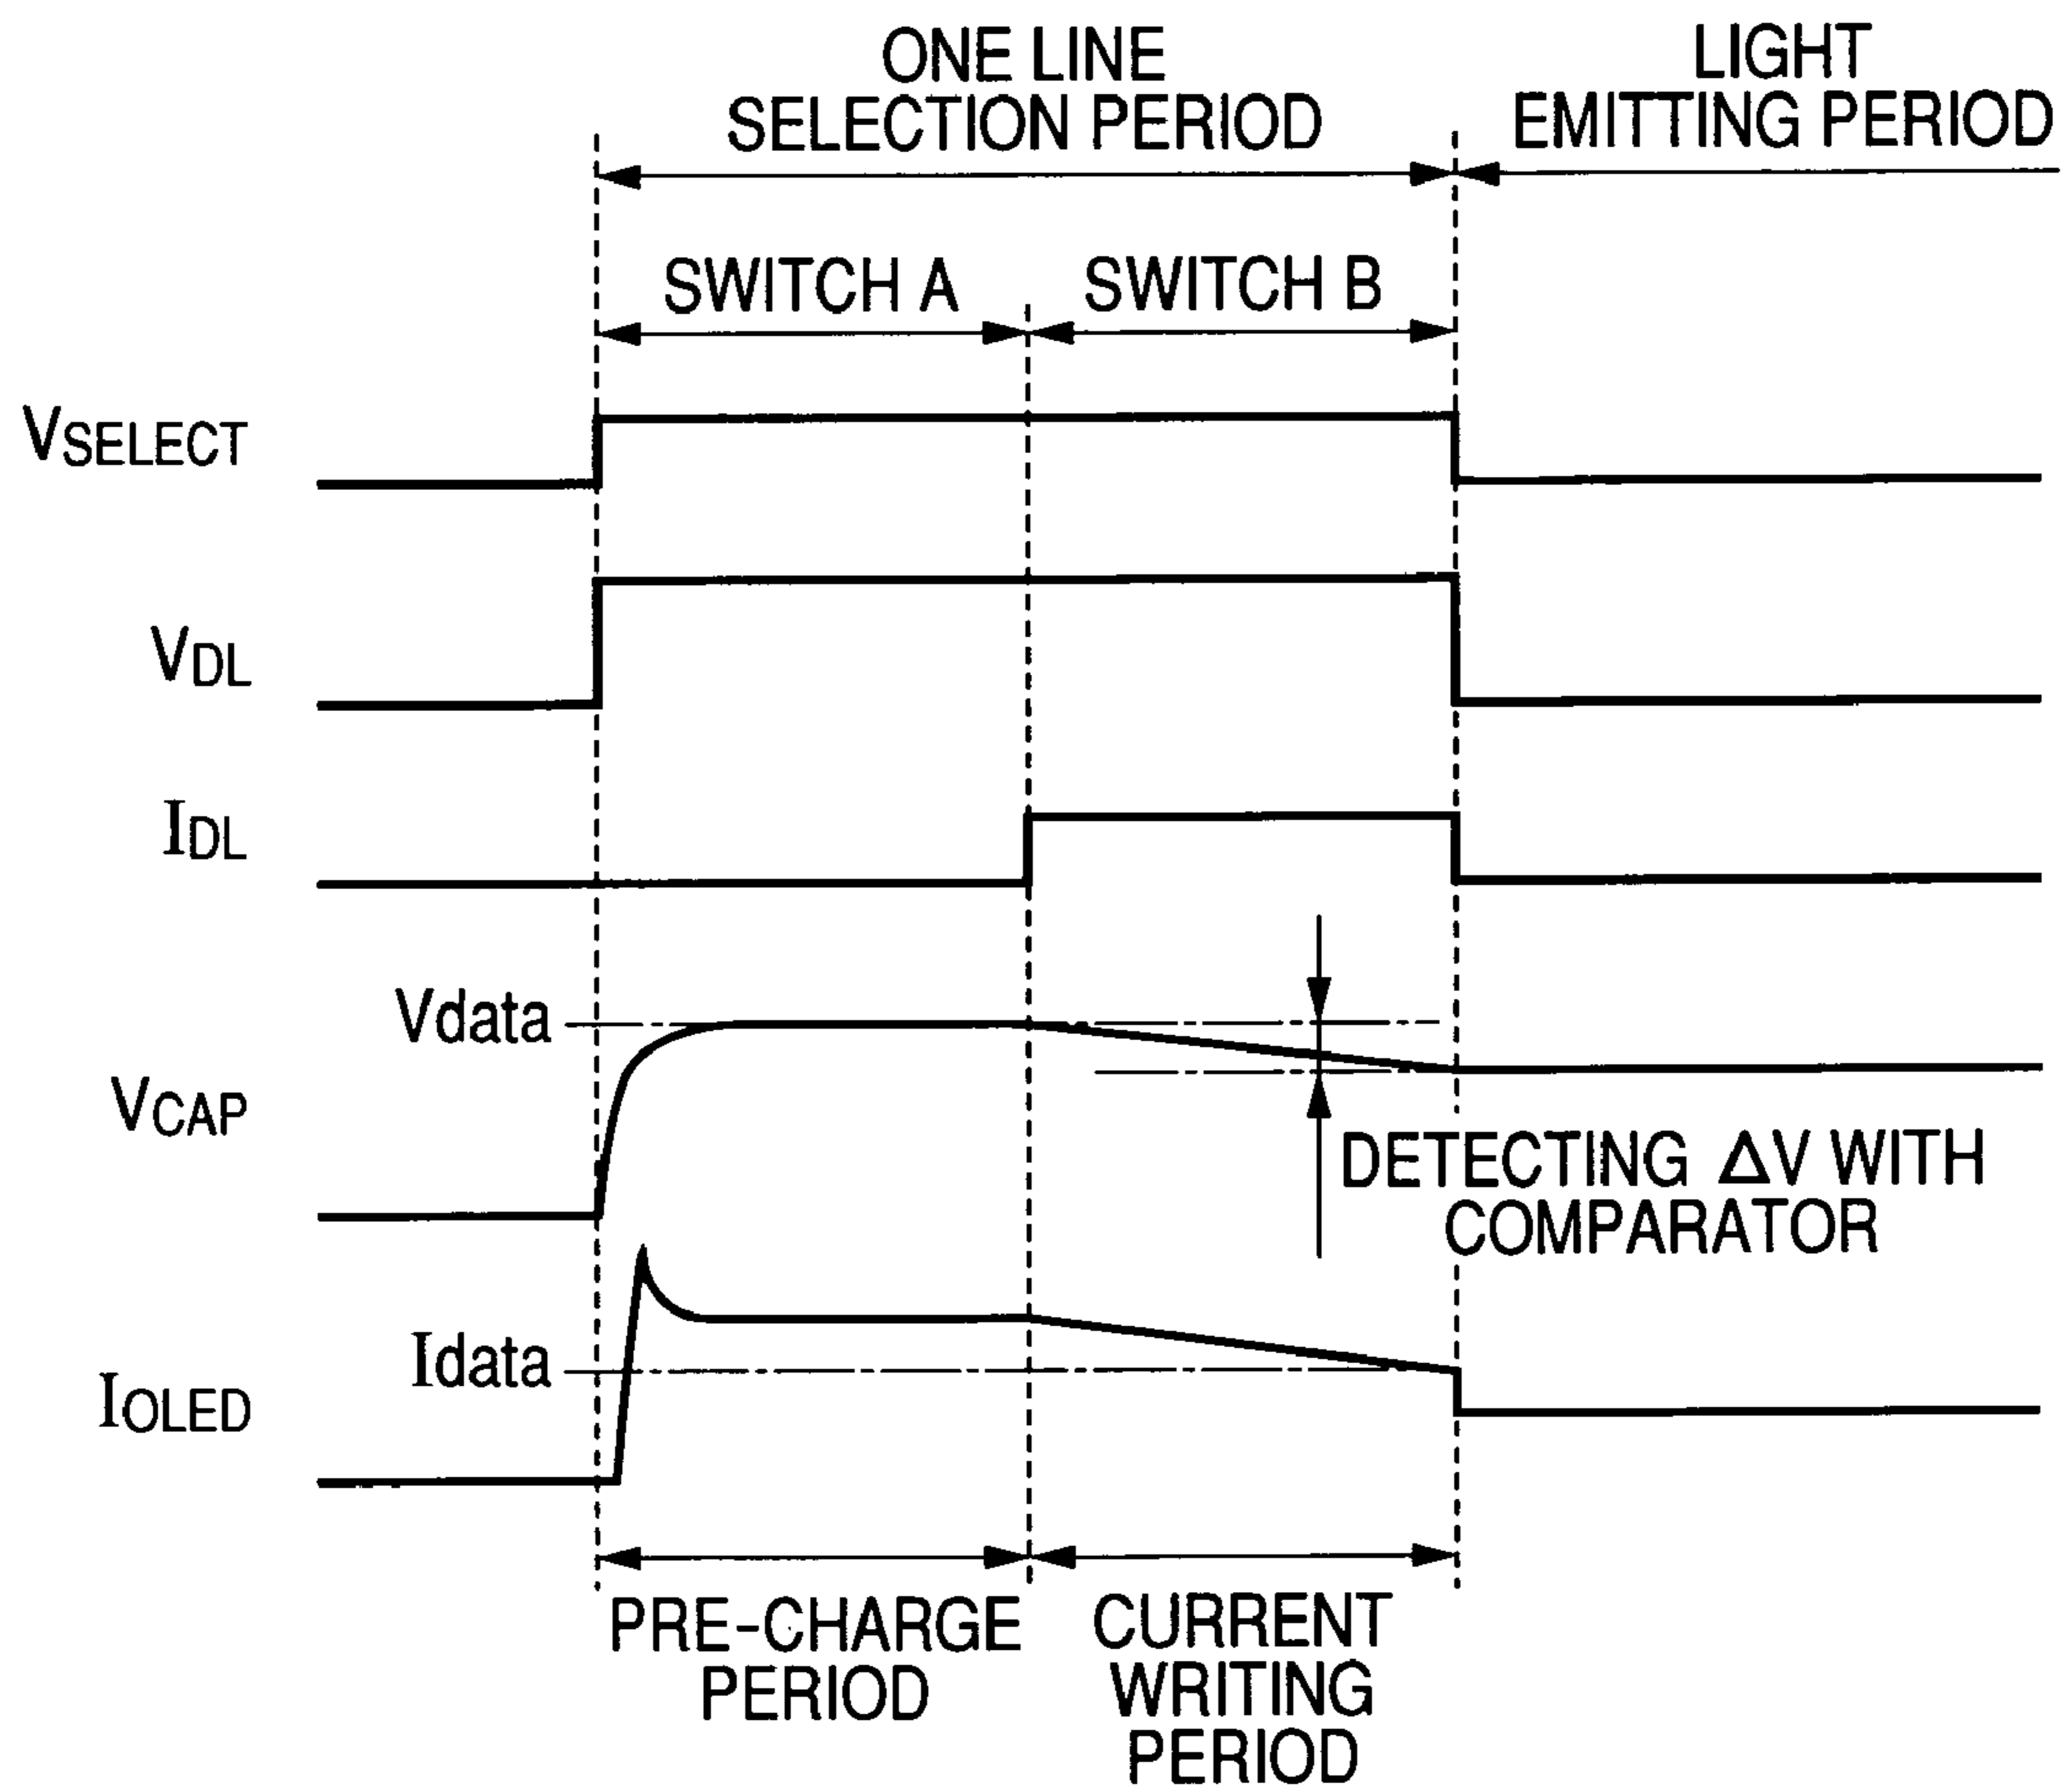 ONE LINE
SELECTION PERIOD
LIGHT
EMITTING PERIOD
SWITCH A
SWITCH B
VSELECT
VDL
IDL
Vdata
VCAP
DETECTING ΔV WITH
COMPARATOR
Idata
IOLED
PRE-CHARGE
PERIOD
CURRENT
WRITING
PERIOD